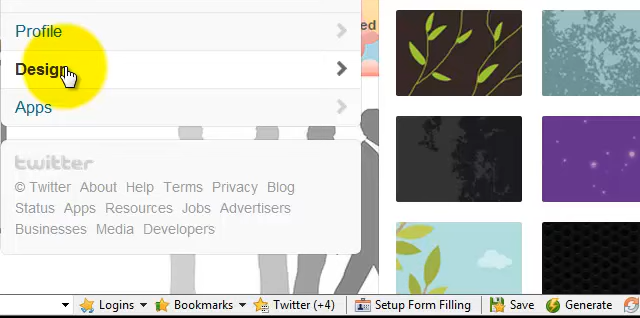 Profile
ed
Design
Apps
twitter
© Twitter About Help Terms Privacy Blog
Status Apps Resources Jobs Advertisers
Businesses Media Developers
Logins Bookmarks Twitter (+4) Setup Form Filling Save Generate